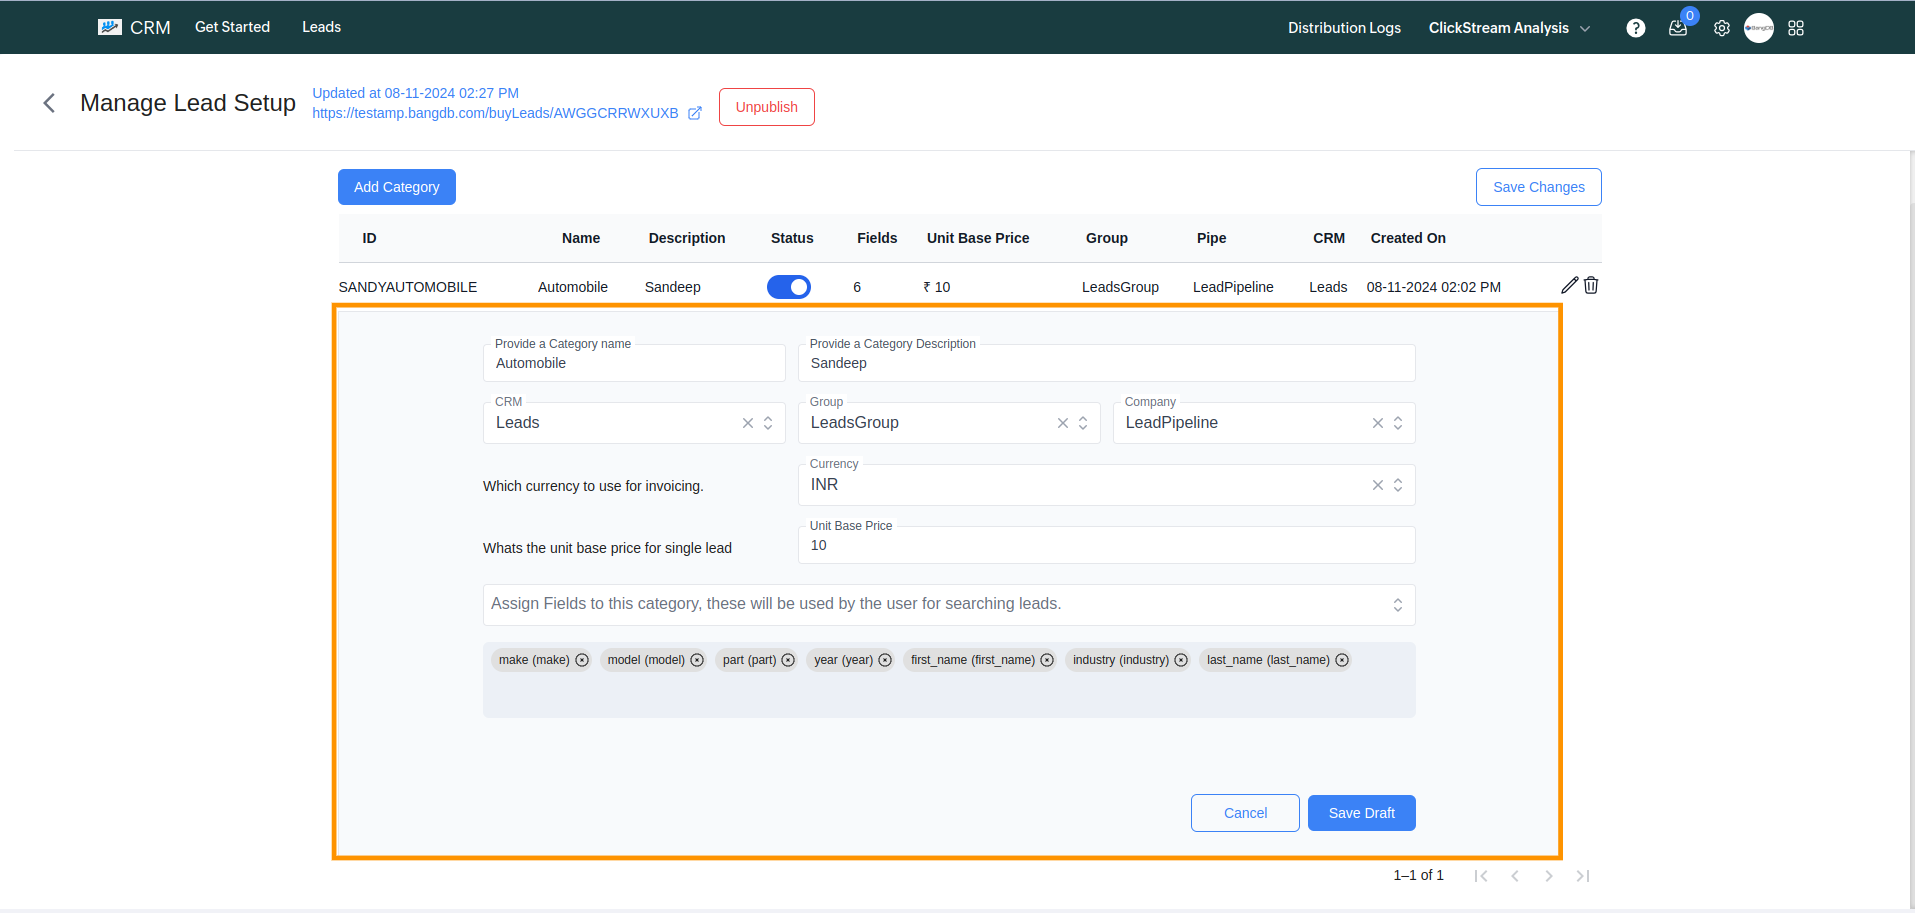 CRM Get Started Leads Distribution Logs ClickStream Analysis 0
Manage Lead Setup
Updated at 08-11-2024 02:27 PM
https://testamp.bangdb.com/buyLeads/AWGGCRRWXUXB
Unpublish
Add Category Save Changes
ID Name Description Status Fields Unit Base Price Group Pipe CRM Created On
SANDYAUTOMOBILE Automobile Sandeep 6 ₹ 10 LeadsGroup LeadPipeline Leads 08-11-2024 02:02 PM
Provide a Category name Provide a Category Description
Automobile Sandeep
CRM Group Company
Leads LeadsGroup LeadPipeline
Currency
Which currency to use for invoicing. INR
Unit Base Price
Whats the unit base price for single lead 10
Assign Fields to this category, these will be used by the user for searching leads.
make (make) model (model) part (part) year (year) first_name (first_name) industry (industry) last_name (last_name)
Cancel Save Draft
1–1 of 1